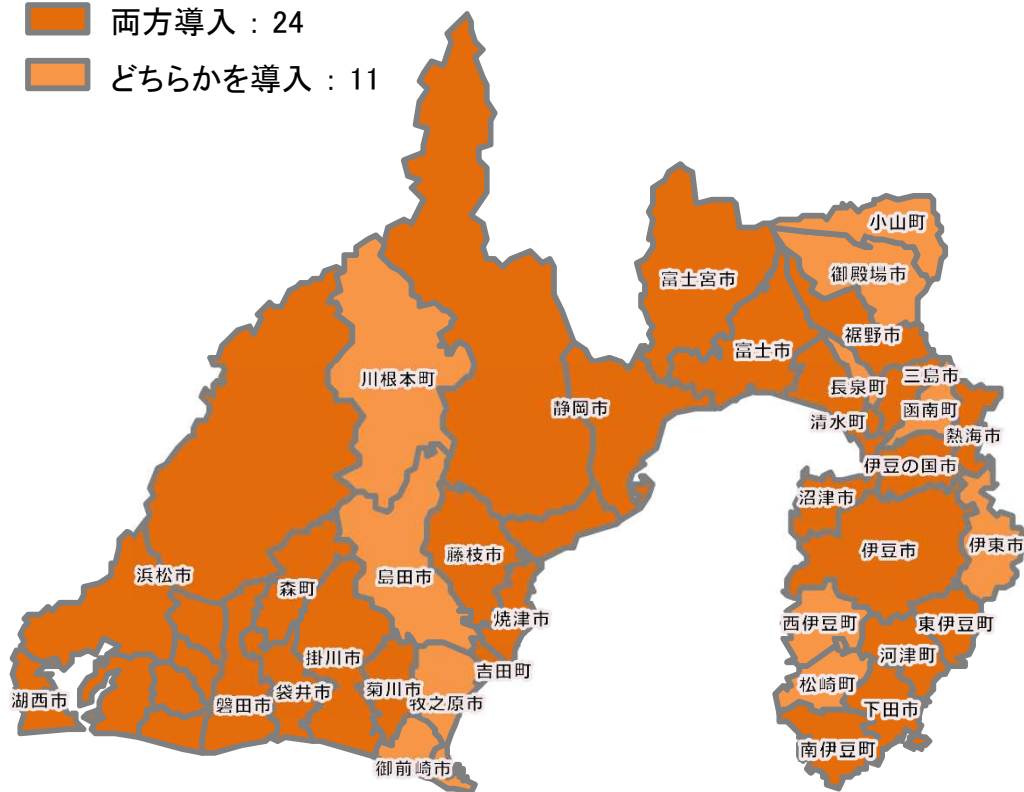 両方導入：24
どちらかを導入：11
小山町
御殿場市
富士宮市
裾野市
富士市
三島市
長泉町
川根本町
函南町
静岡市
清水町
熱海市
伊豆の国市
沼津市
伊東市
伊豆市
藤枝市
浜松市
島田市
森町
焼津市
西伊豆町
東伊豆町
掛川市
河津町
吉田町
松崎町
菊川市
袋井市
湖西市
牧之原市
磐田市
下田市
南伊豆町
御前崎市